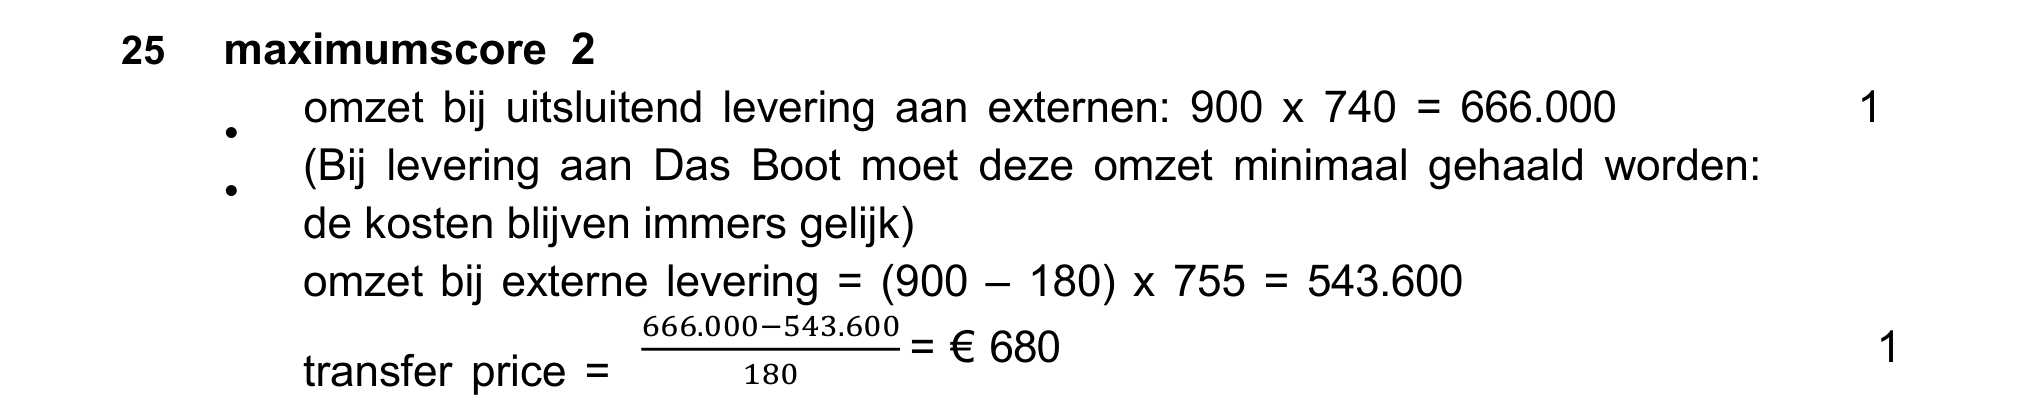 25 maximumscore 2
• omzet bij uitsluitend levering aan externen: 900 x 740 = 666.000 1
• (Bij levering aan Das Boot moet deze omzet minimaal gehaald worden:
de kosten blijven immers gelijk)
omzet bij externe levering = (900 – 180) x 755 = 543.600
transfer price = 666.000−543.600 / 180 = € 680 1